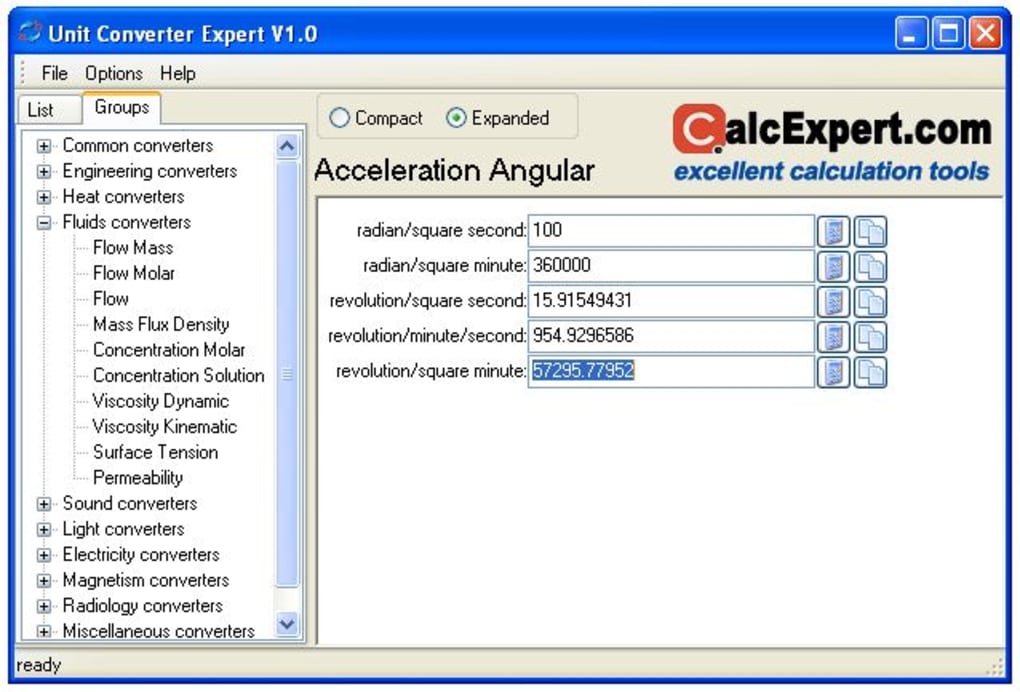 Unit Converter Expert V1.0
File Options Help
List Groups
Common converters
Engineering converters
Heat converters
Fluids converters
Flow Mass
Flow Molar
Flow
Mass Flux Density
Concentration Molar
Concentration Solution
Viscosity Dynamic
Viscosity Kinematic
Surface Tension
Permeability
Sound converters
Light converters
Electricity converters
Magnetism converters
Radiology converters
Miscellaneous converters
Compact Expanded
CalcExpert.com
excellent calculation tools
Acceleration Angular
radian/square second: 100
radian/square minute: 360000
revolution/square second: 15.91549431
revolution/minute/second: 954.9296586
revolution/square minute: 57295.77952
ready